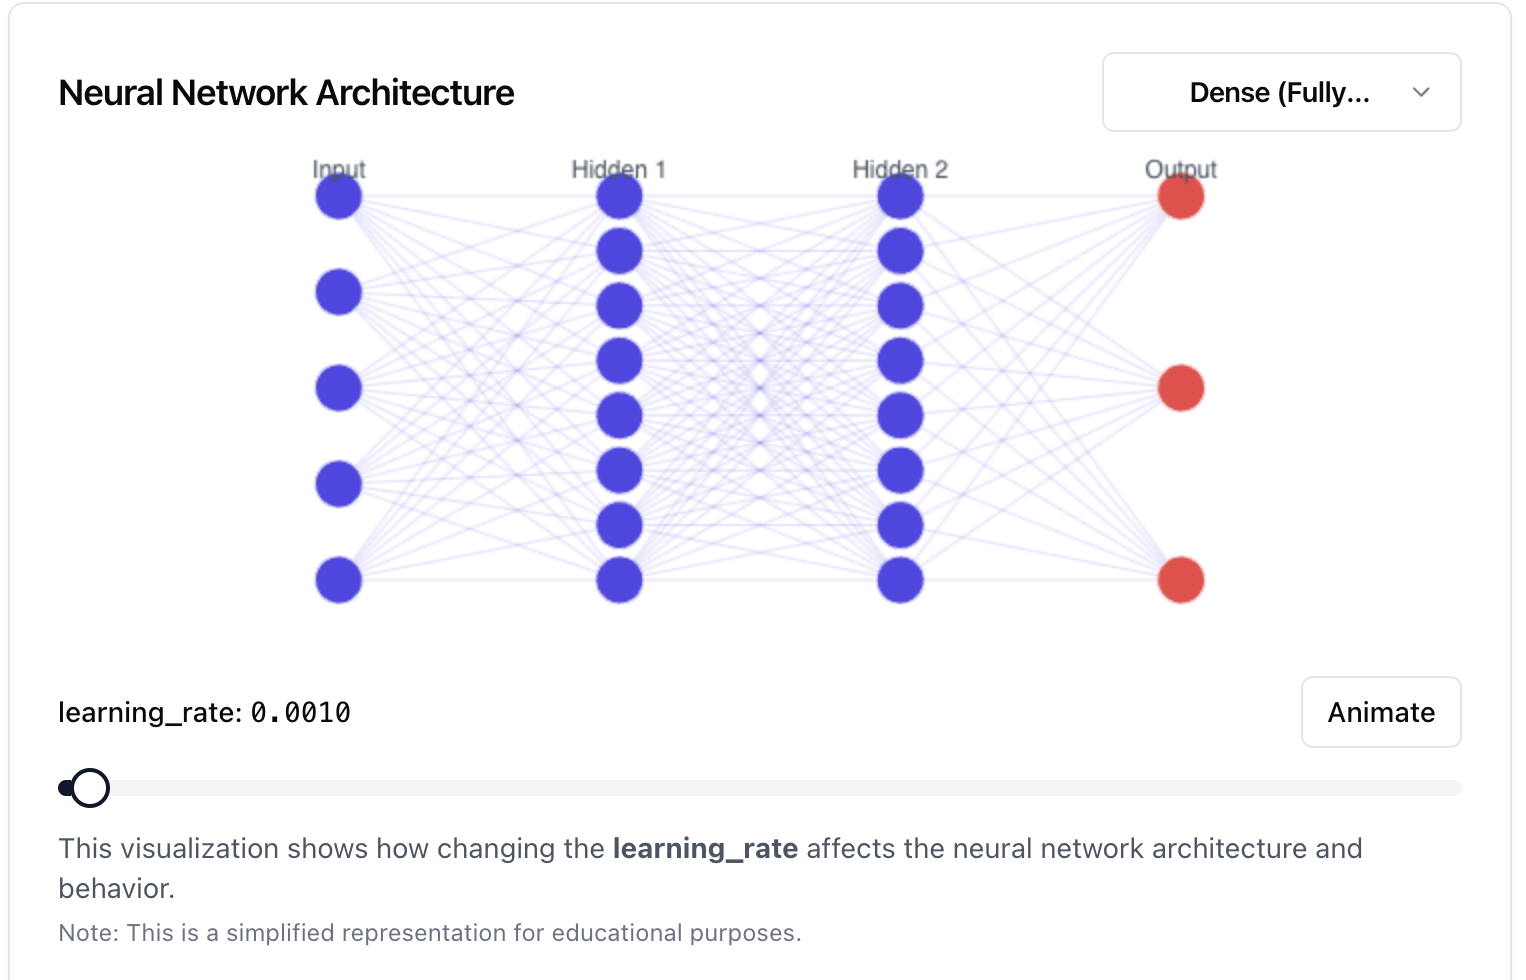 Neural Network Architecture
Dense (Fully...
Input
Hidden 1
Hidden 2
Output
learning_rate: 0.0010
Animate
This visualization shows how changing the learning_rate affects the neural network architecture and
behavior.
Note: This is a simplified representation for educational purposes.